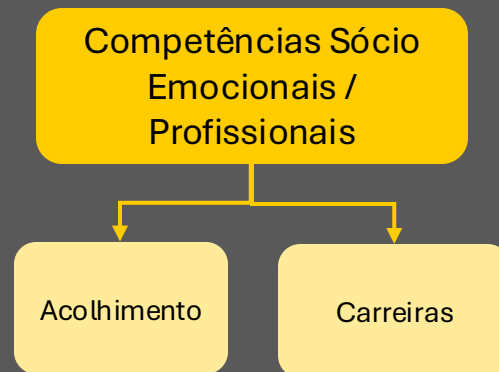 Competências Sócio
Emocionais /
Profissionais
Acolhimento
Carreiras